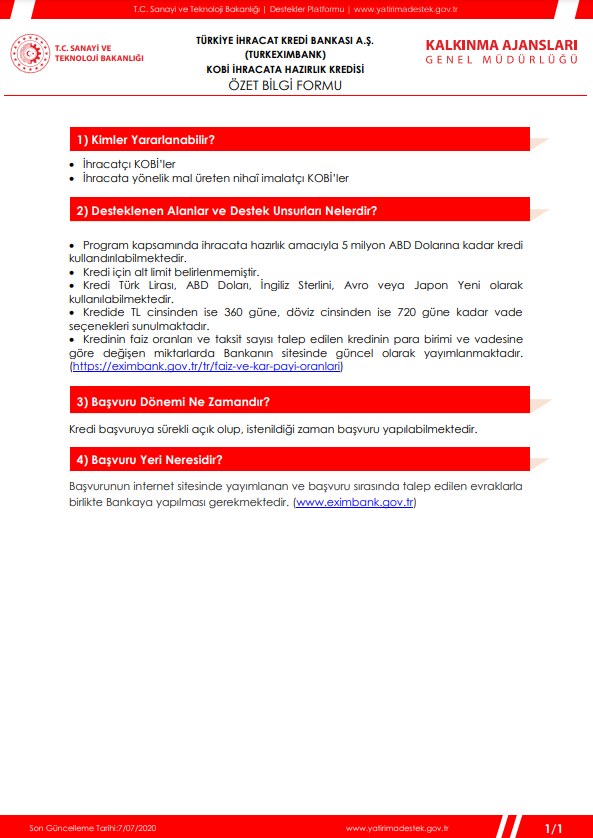 T.C. Sanayi ve Teknoloji Bakanlığı | Destekler Platformu | www.yatirimadestek.gov.tr
T.C. SANAYİ VE
TEKNOLOJİ BAKANLIĞI
TÜRKİYE İHRACAT KREDİ BANKASI A.Ş.
(TURKEXIMBANK)
KOBİ İHRACATA HAZIRLIK KREDİSİ
ÖZET BİLGİ FORMU
KALKINMA AJANSLARI
GENEL MÜDÜRLÜĞÜ
1) Kimler Yararlanabilir?
• İhracatçı KOBİ’ler
• İhracata yönelik mal üreten nihaî imalatçı KOBİ’ler
2) Desteklenen Alanlar ve Destek Unsurları Nelerdir?
• Program kapsamında ihracata hazırlık amacıyla 5 milyon ABD Dolarına kadar kredi
kullandırılabilmektedir.
• Kredi için alt limit belirlenmemiştir.
• Kredi Türk Lirası, ABD Doları, İngiliz Sterlini, Avro veya Japon Yeni olarak
kullanılabilmektedir.
• Kredide TL cinsinden ise 360 güne, döviz cinsinden ise 720 güne kadar vade
seçenekleri sunulmaktadır.
• Kredinin faiz oranları ve taksit sayısı talep edilen kredinin para birimi ve vadesine
göre değişen miktarlarda Bankanın sitesinde güncel olarak yayımlanmaktadır.
(https://eximbank.gov.tr/tr/faiz-ve-kar-payi-oranlari)
3) Başvuru Dönemi Ne Zamandır?
Kredi başvuruya sürekli açık olup, istenildiği zaman başvuru yapılabilmektedir.
4) Başvuru Yeri Neresidir?
Başvurunun internet sitesinde yayımlanan ve başvuru sırasında talep edilen evraklarla
birlikte Bankaya yapılması gerekmektedir. (www.eximbank.gov.tr)
Son Güncelleme Tarihi:7/07/2020
www.yatirimadestek.gov.tr
1/1